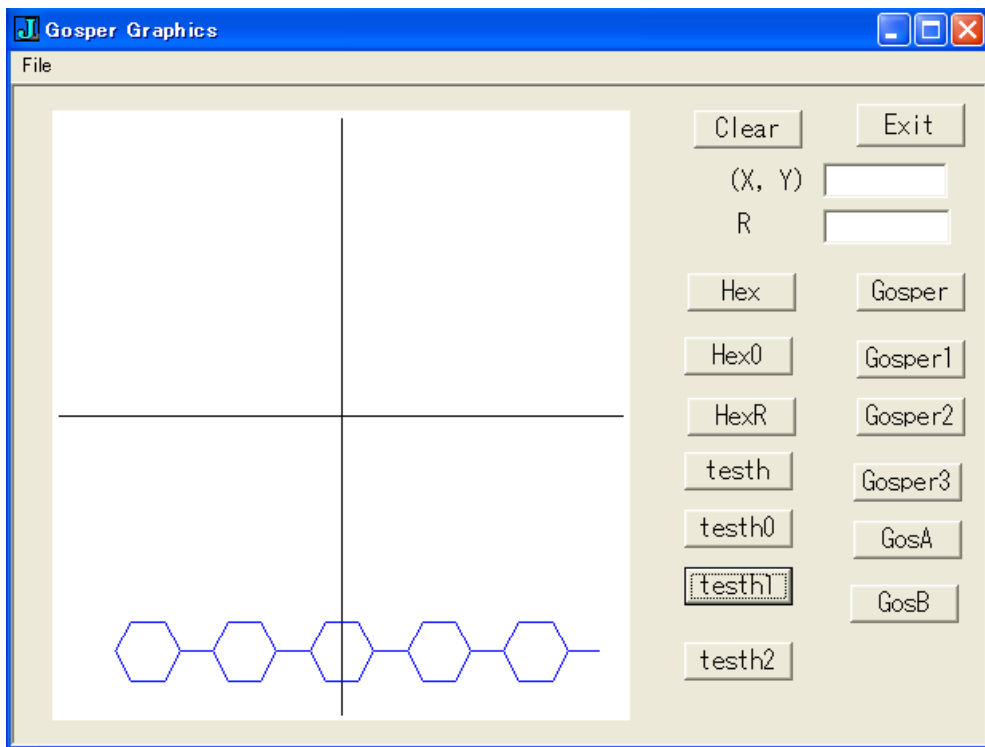 J Gosper Graphics
File
Clear Exit
(X, Y)
R
Hex Gosper
Hex0 Gosper1
HexR Gosper2
testh Gosper3
testh0 GosA
testh1 GosB
testh2